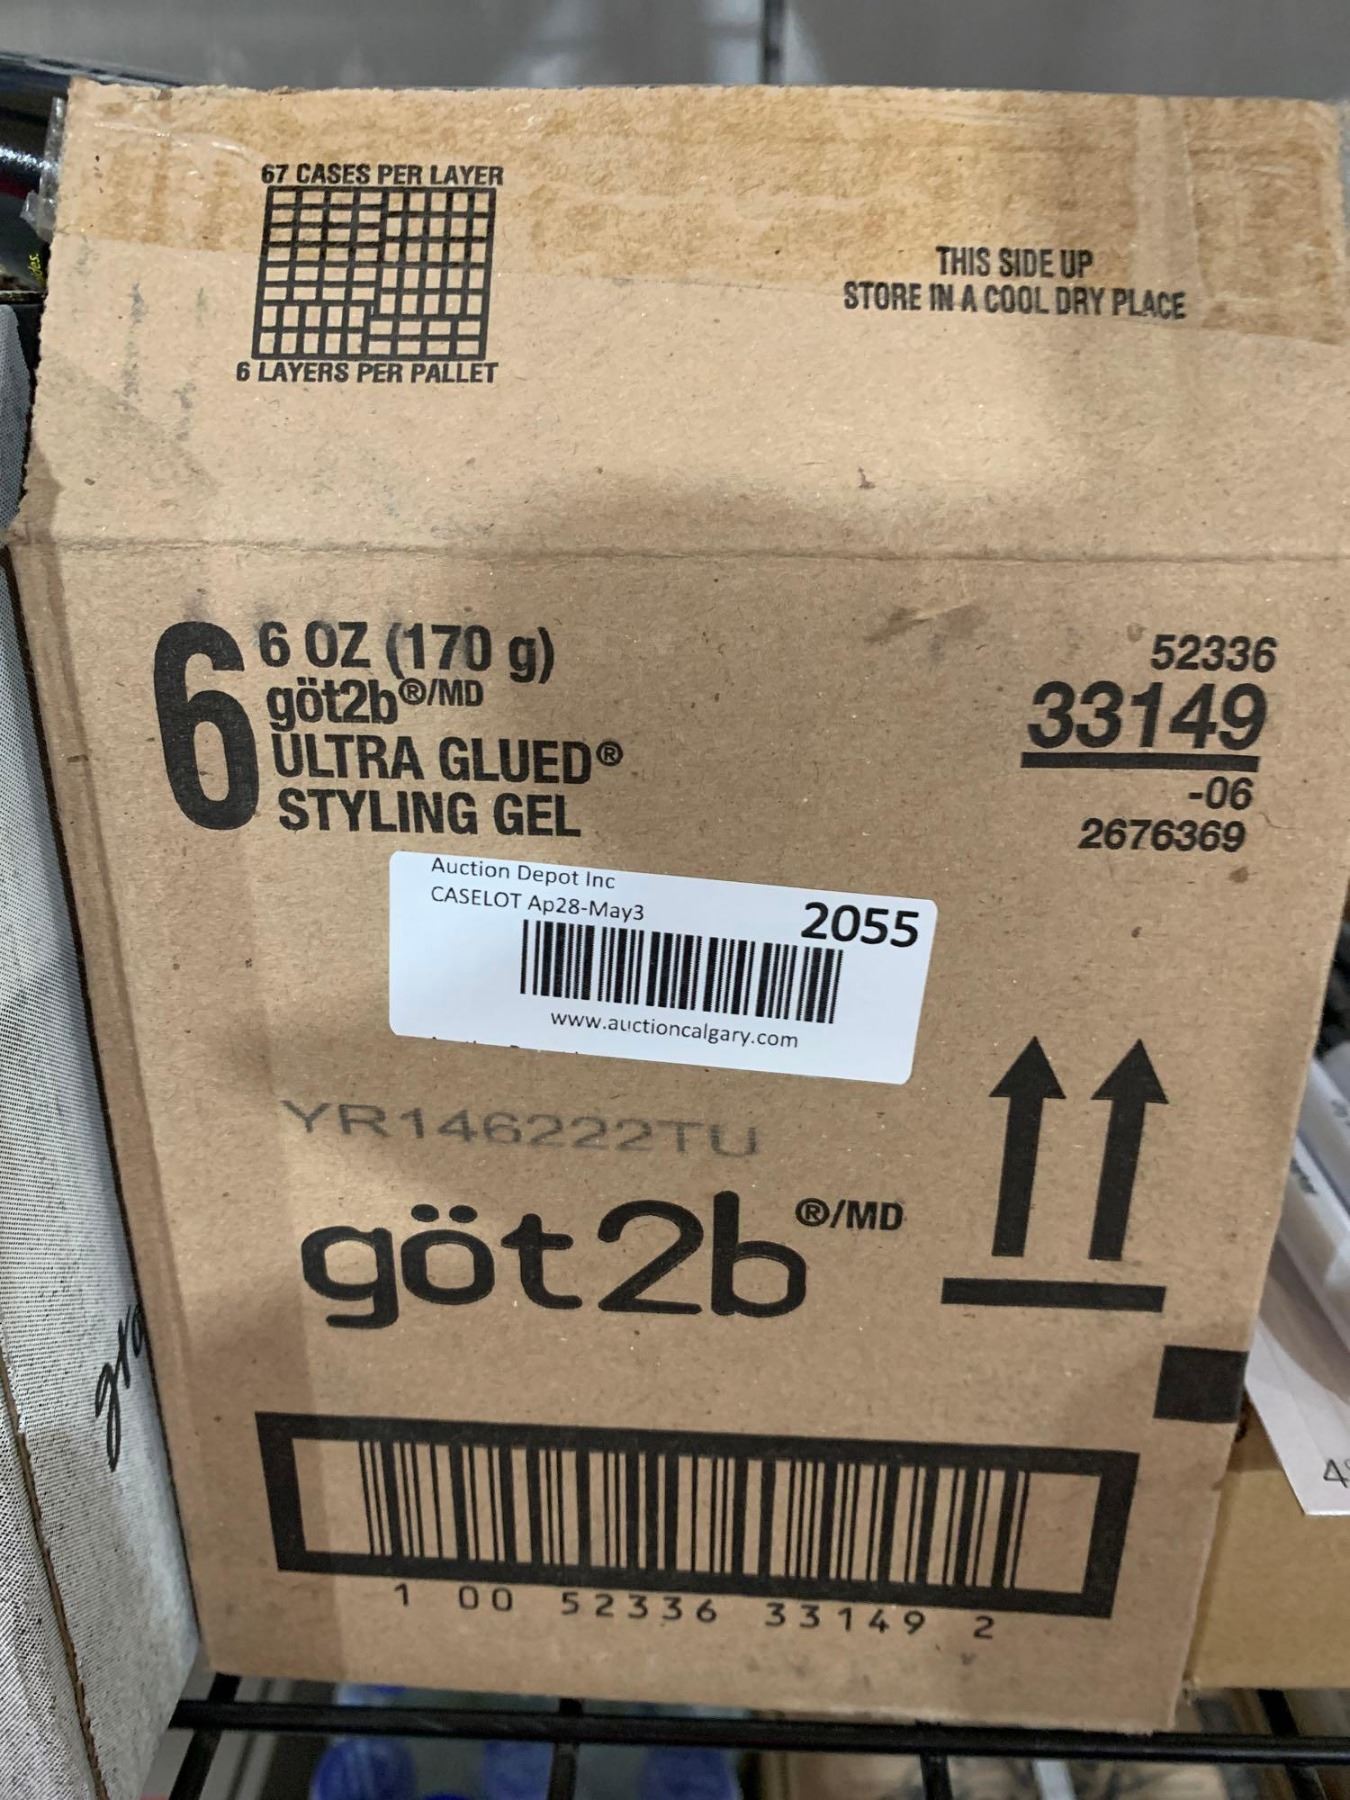 67 CASES PER LAYER
6 LAYERS PER PALLET
THIS SIDE UP
STORE IN A COOL DRY PLACE
6
6 OZ (170 g)
göt2b®/MD
ULTRA GLUED®
STYLING GEL
52336
33149
-06
2676369
Auction Depot Inc
CASELOT Ap28-May3
2055
www.auctioncalgary.com
YR146222TU
göt2b®/MD
1 00 52336 33149 2